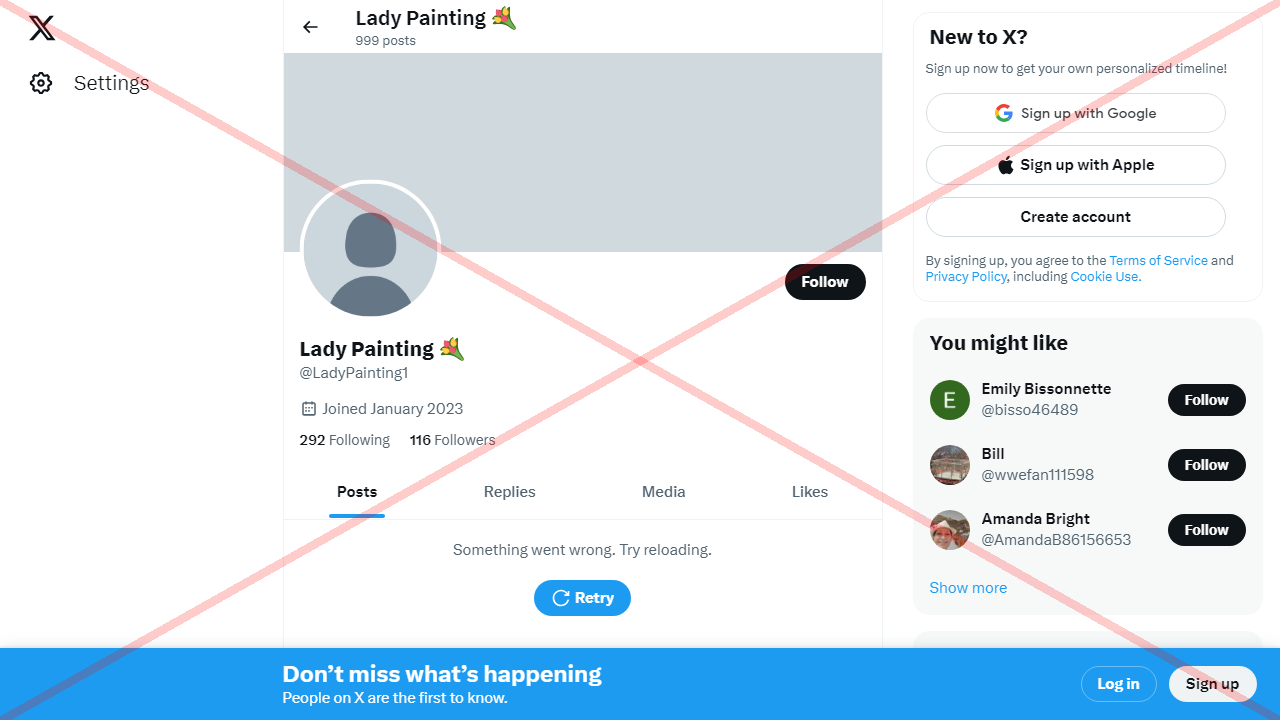 Settings
Lady Painting 💐
999 posts
Follow
Lady Painting 💐
@LadyPainting1
Joined January 2023
292 Following 116 Followers
Posts Replies Media Likes
Something went wrong. Try reloading.
Retry
New to X?
Sign up now to get your own personalized timeline!
Sign up with Google
Sign up with Apple
Create account
By signing up, you agree to the Terms of Service and
Privacy Policy, including Cookie Use.
You might like
E
Emily Bissonnette
@bisso46489
Follow
Bill
@wwefan111598
Follow
Amanda Bright
@AmandaB86156653
Follow
Show more
Don’t miss what’s happening
People on X are the first to know.
Log in
Sign up